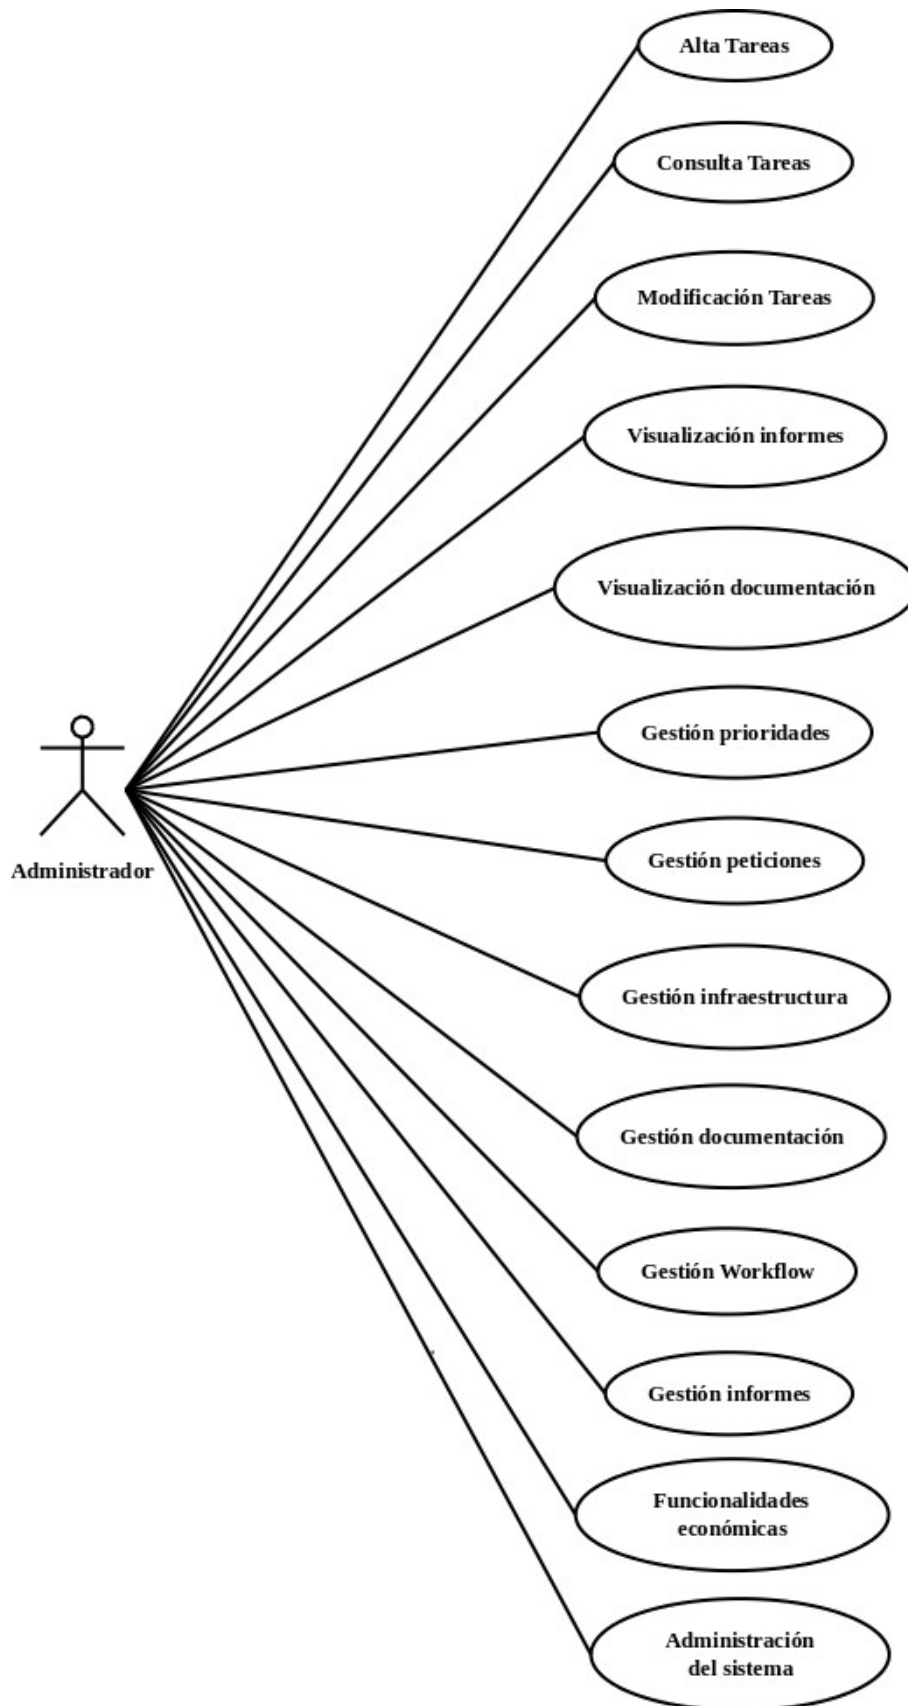 Alta Tareas
Consulta Tareas
Modificación Tareas
Visualización informes
Visualización documentación
Gestión prioridades
Gestión peticiones
Administrador
Gestión infraestructura
Gestión documentación
Gestión Workflow
Gestión informes
Funcionalidades
económicas
Administración
del sistema